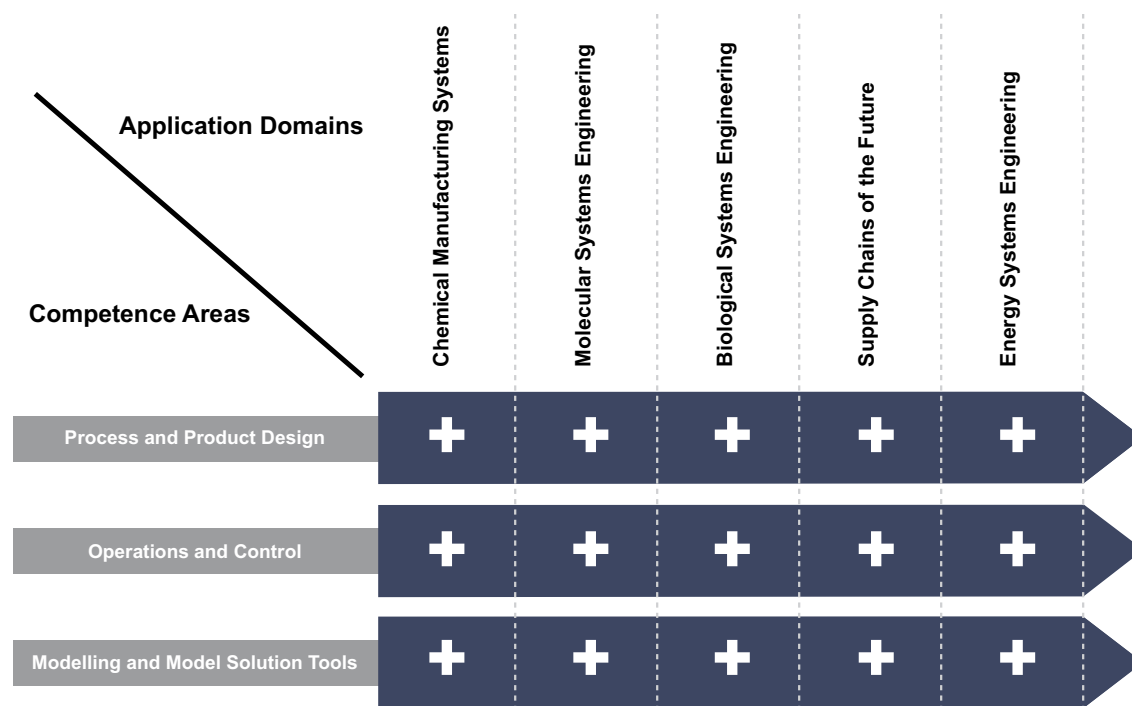 Application Domains
Competence Areas
Chemical Manufacturing Systems
Molecular Systems Engineering
Biological Systems Engineering
Supply Chains of the Future
Energy Systems Engineering
Process and Product Design
Operations and Control
Modelling and Model Solution Tools